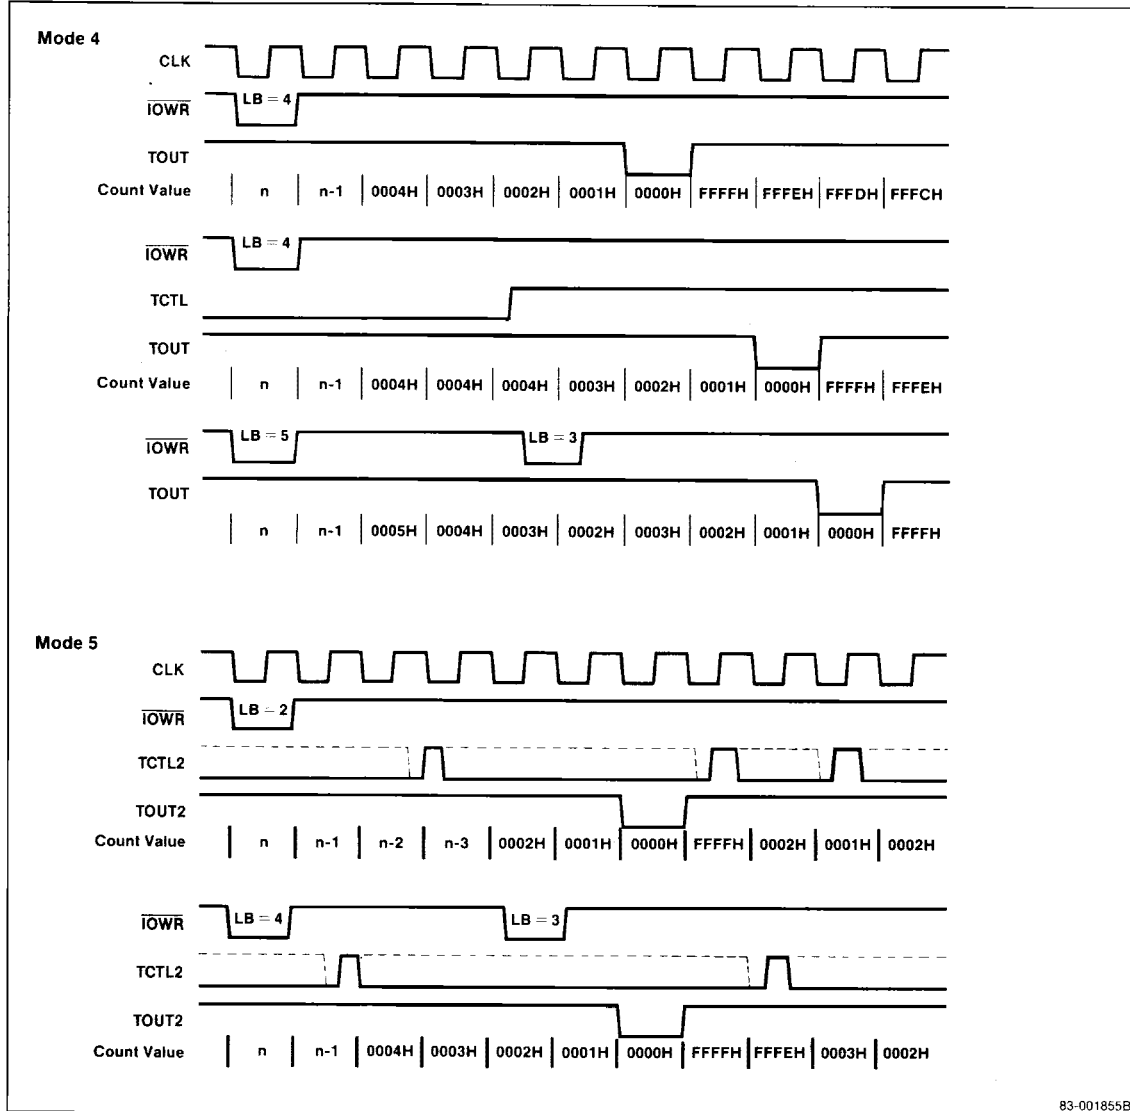 Mode 4
CLK
IOWR LB = 4
TOUT
Count Value n n-1 0004H 0003H 0002H 0001H 0000H FFFFH FFFEH FFFDH FFFCH
IOWR LB = 4
TCTL
TOUT
Count Value n n-1 0004H 0004H 0004H 0003H 0002H 0001H 0000H FFFFH FFFEH
IOWR LB = 5 LB = 3
TOUT
n n-1 0005H 0004H 0003H 0002H 0003H 0002H 0001H 0000H FFFFH
Mode 5
CLK
IOWR LB = 2
TCTL2
TOUT2
Count Value n n-1 n-2 n-3 0002H 0001H 0000H FFFFH 0002H 0001H 0002H
IOWR LB = 4 LB = 3
TCTL2
TOUT2
Count Value n n-1 0004H 0003H 0002H 0001H 0000H FFFFH FFFEH 0003H 0002H
83-001855B